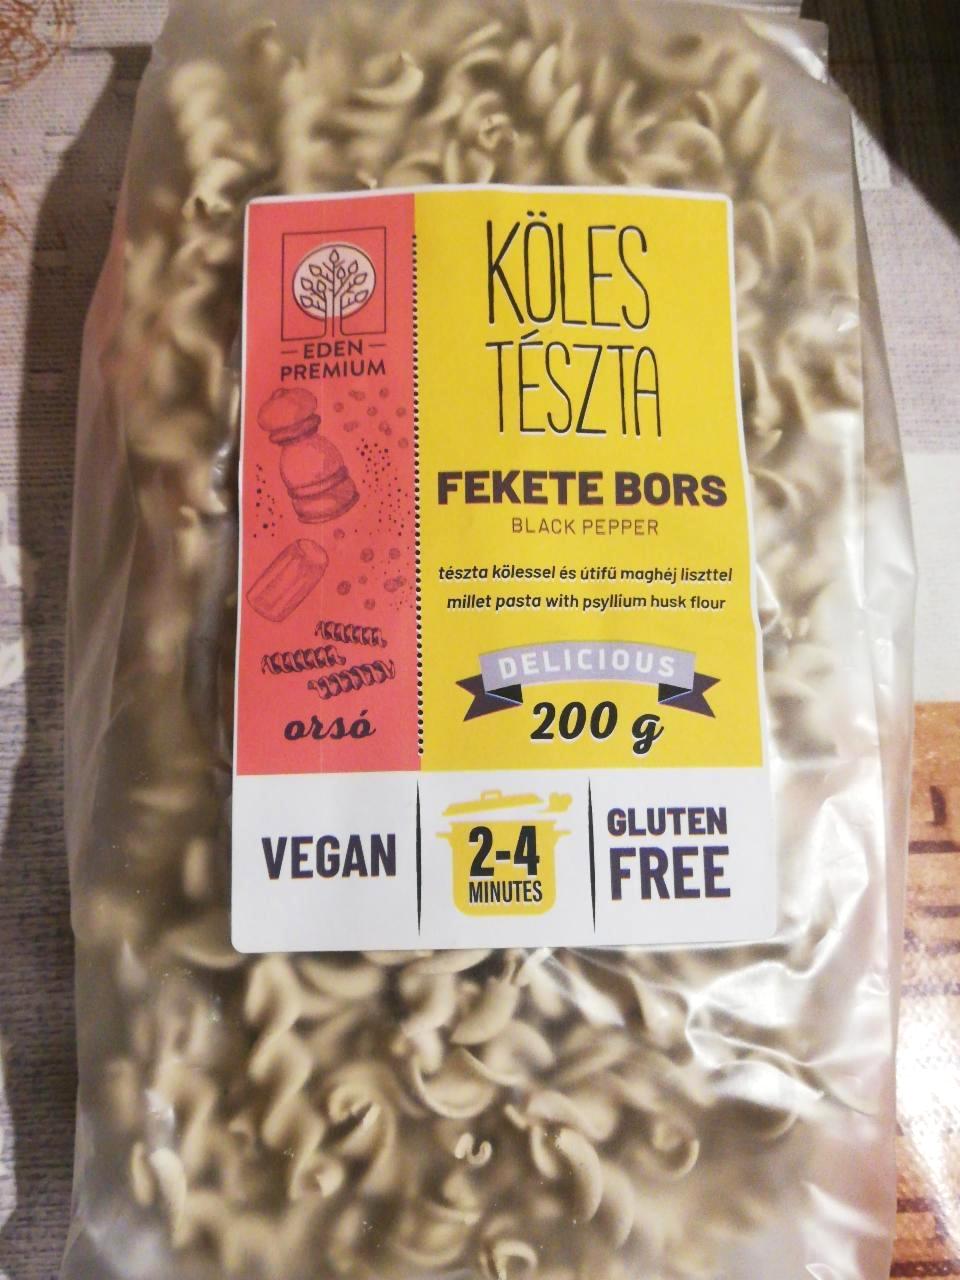 EDEN
PREMIUM
orsó
KÖLES
TÉSZTA
FEKETE BORS
BLACK PEPPER
tészta kölessel és útifű maghéj liszttel
millet pasta with psyllium husk flour
DELICIOUS
200 g
VEGAN
2-4
MINUTES
GLUTEN
FREE